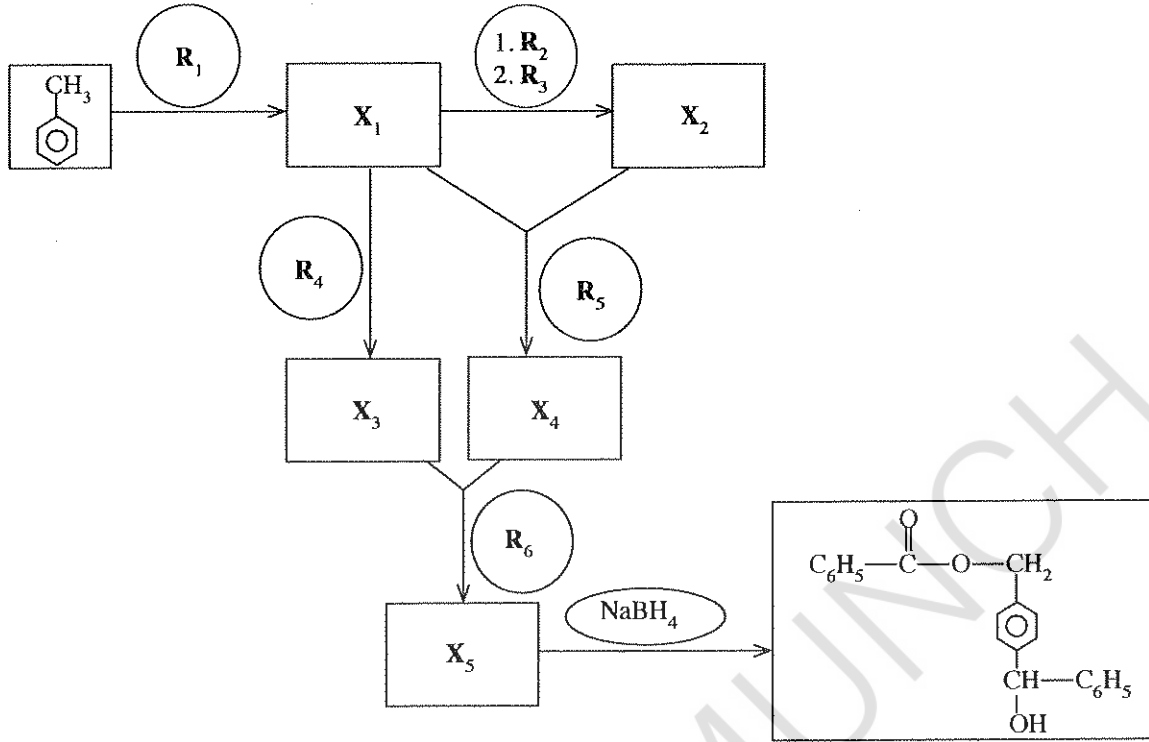 CH₃
R₁
X₁
1. R₂
2. R₃
X₂
R₄
R₅
X₃
X₄
R₆
X₅
NaBH₄
O
C₆H₅—C—O—CH₂
CH—C₆H₅
OH
MUNCH